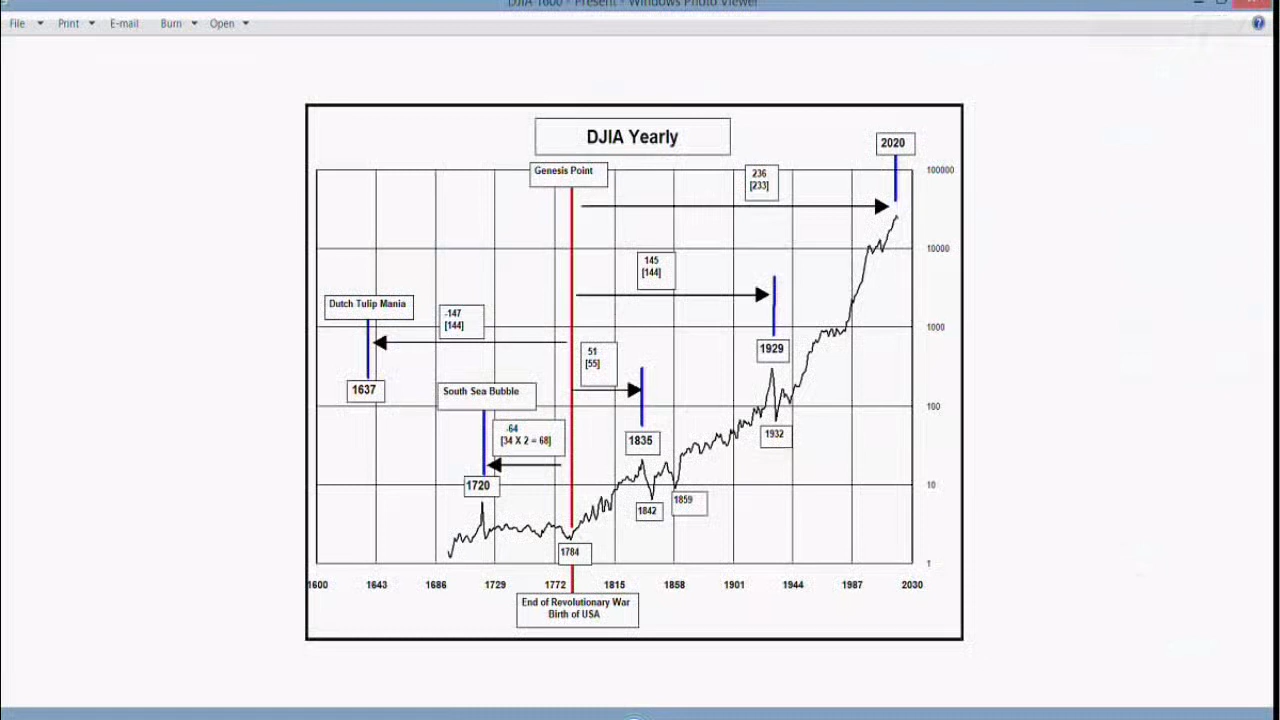 DJIA 1600 - Present - Windows Photo Viewer
File Print E-mail Burn Open
DJIA Yearly
2020
Genesis Point
236
[233]
100000
145
[144]
10000
Dutch Tulip Mania
-147
[144]
1000
51
[55]
1929
1637
South Sea Bubble
100
-64
[34 X 2 = 68]
1835
1932
1720
10
1842
1859
1784
1
1600 1643 1686 1729 1772 1815 1858 1901 1944 1987 2030
End of Revolutionary War
Birth of USA